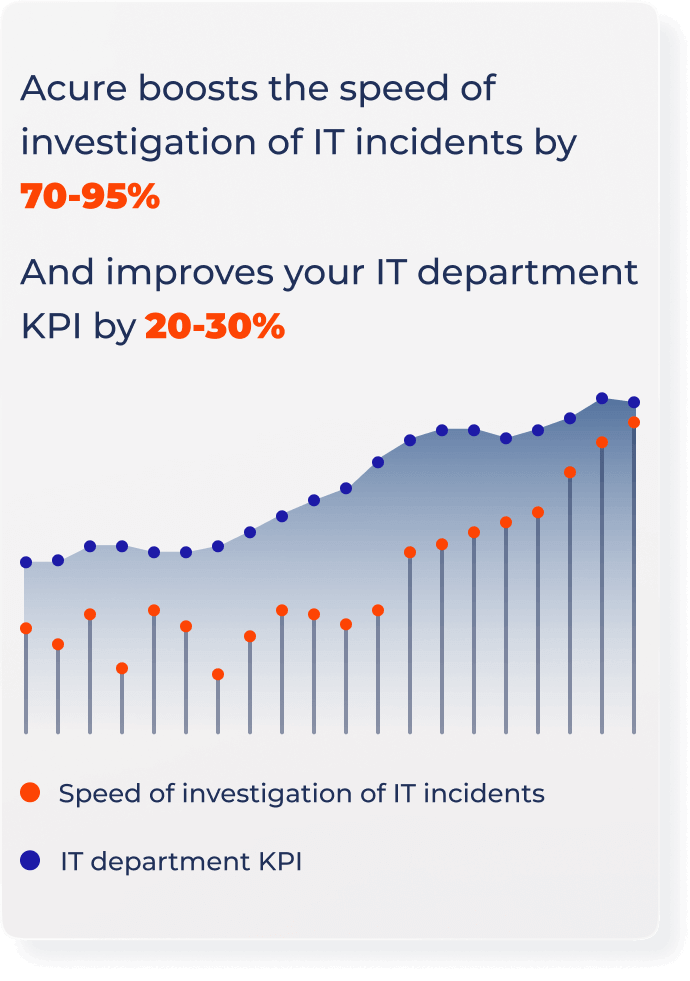 Acure boosts the speed of
investigation of IT incidents by
70-95%
And improves your IT department
KPI by 20-30%
Speed of investigation of IT incidents
IT department KPI